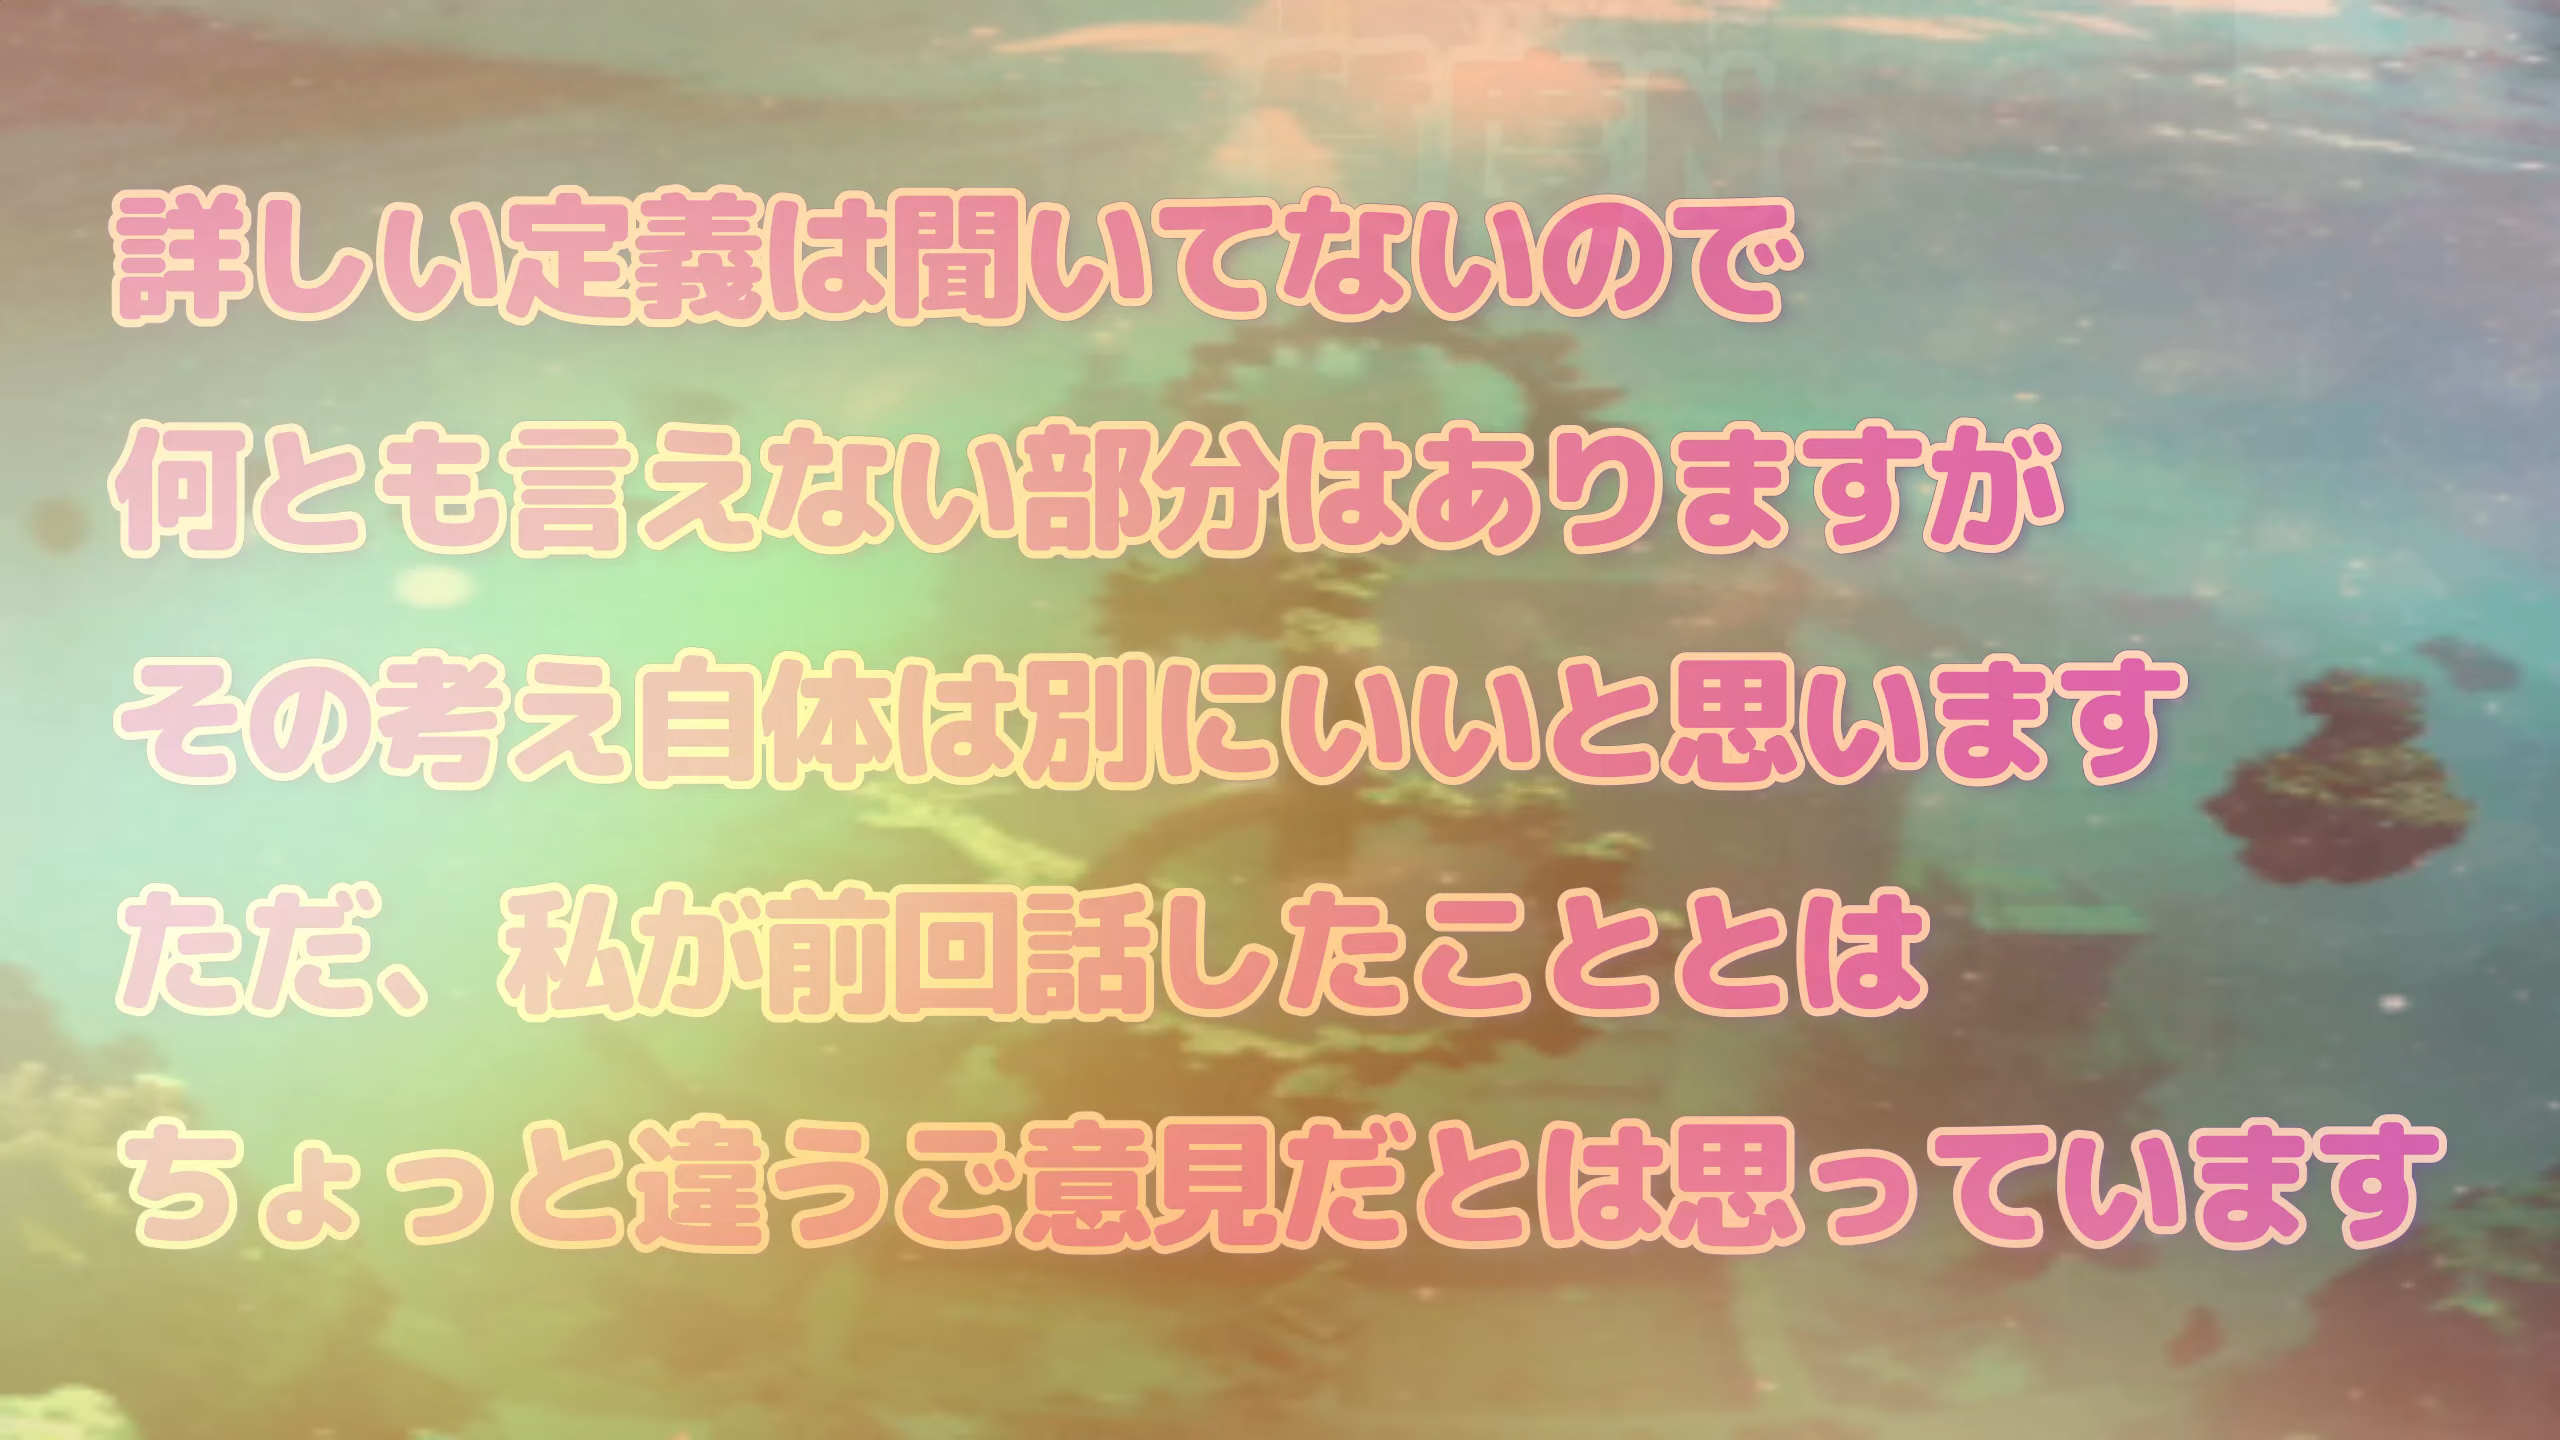 詳しい定義は聞いてないので
何とも言えない部分はありますが
その考え自体は別にいいと思います
ただ、私が前回話したこととは
ちょっと違うご意見だとは思っています